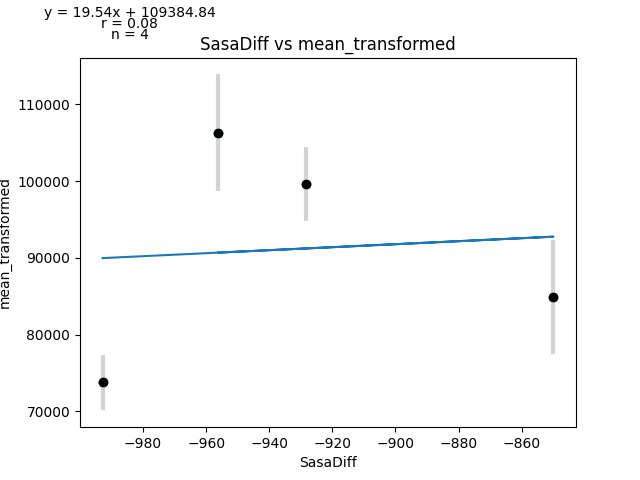 y = 19.54x + 109384.84
r = 0.08
n = 4
SasaDiff vs mean_transformed
110000
100000
90000
80000
70000
mean_transformed
−980
−960
−940
−920
−900
−880
−860
SasaDiff